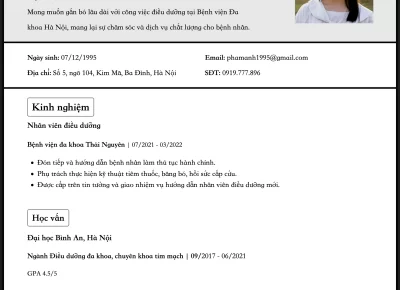 Mong muốn gắn bó lâu dài với công việc điều dưỡng tại Bệnh viện Đa
khoa Hà Nội, mang lại sự chăm sóc và dịch vụ chất lượng cho bệnh nhân.
Ngày sinh: 07/12/1995
Email: phamanh1995@gmail.com
Địa chỉ: Số 5, ngõ 104, Kim Mã, Ba Đình, Hà Nội
SĐT: 0919.777.896
Kinh nghiệm
Nhân viên điều dưỡng
Bệnh viện đa khoa Thái Nguyên | 07/2021 - 03/2022
• Đón tiếp và hướng dẫn bệnh nhân làm thủ tục hành chính.
• Phụ trách thực hiện kỹ thuật tiêm thuốc, băng bó, hồi sức cấp cứu.
• Được cấp trên tin tưởng và giao nhiệm vụ hướng dẫn nhân viên điều dưỡng mới.
Học vấn
Đại học Bình An, Hà Nội
Ngành Điều dưỡng đa khoa, chuyên khoa tim mạch | 09/2017 - 06/2021
GPA 4.5/5